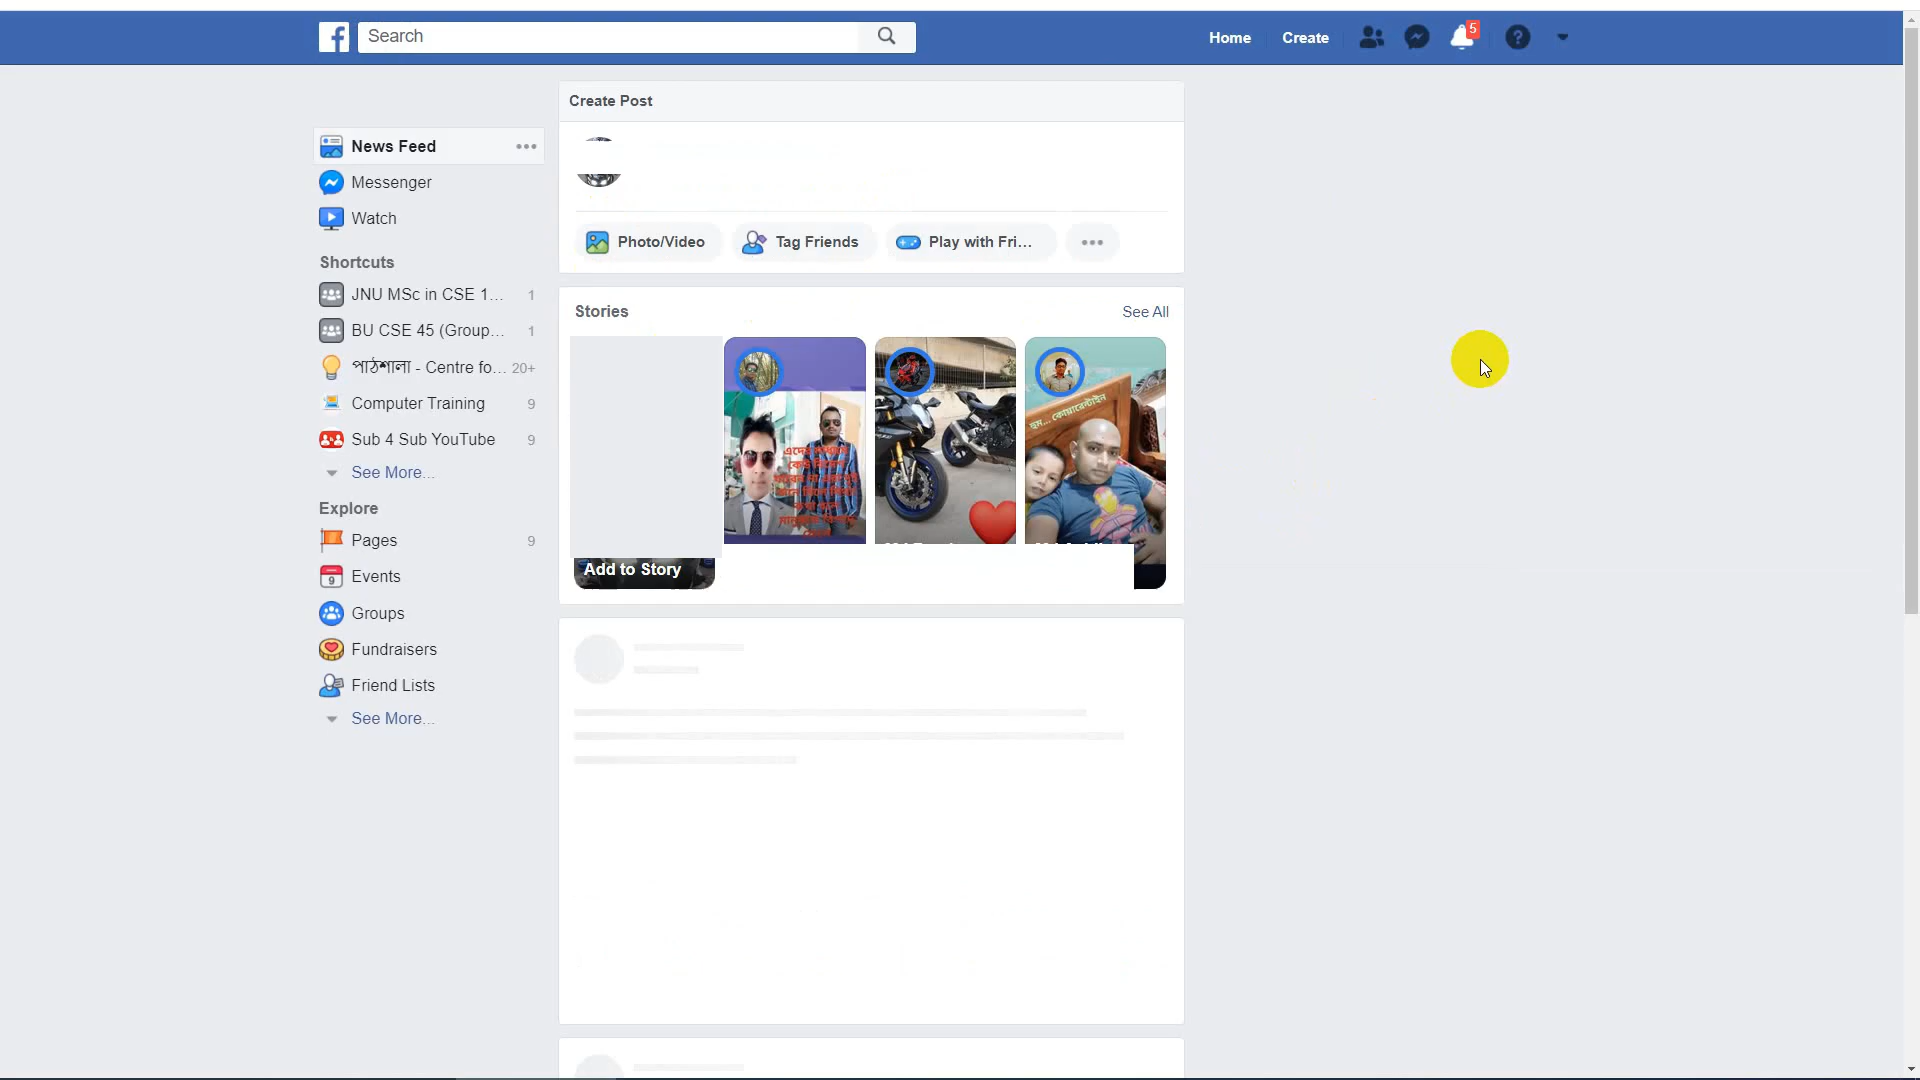 Search
Home
Create
5
Create Post
News Feed
Messenger
Watch
Photo/Video
Tag Friends
Play with Fri...
Shortcuts
JNU MSc in CSE 1... 1
BU CSE 45 (Group... 1
পাঠশালা - Centre fo... 20+
Computer Training 9
Sub 4 Sub YouTube 9
See More...
Explore
Pages 9
9
Events
Groups
Fundraisers
Friend Lists
See More...
Stories
See All
হুম... কোয়ারেন্টাইন
Add to Story